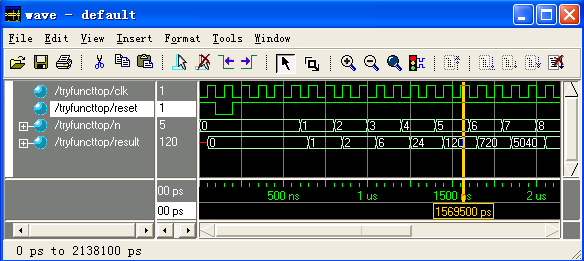 wave - default
File Edit View Insert Format Tools Window
/tryfuncttop/clk 1
/tryfuncttop/reset 1
/tryfuncttop/n 5 0 1 2 3 4 5 6 7 8
/tryfuncttop/result 120 0 1 2 6 24 120 720 5040
00 ps 500 ns 1 us 1500 2 us
00 ps 1569500 ps
0 ps to 2138100 ps